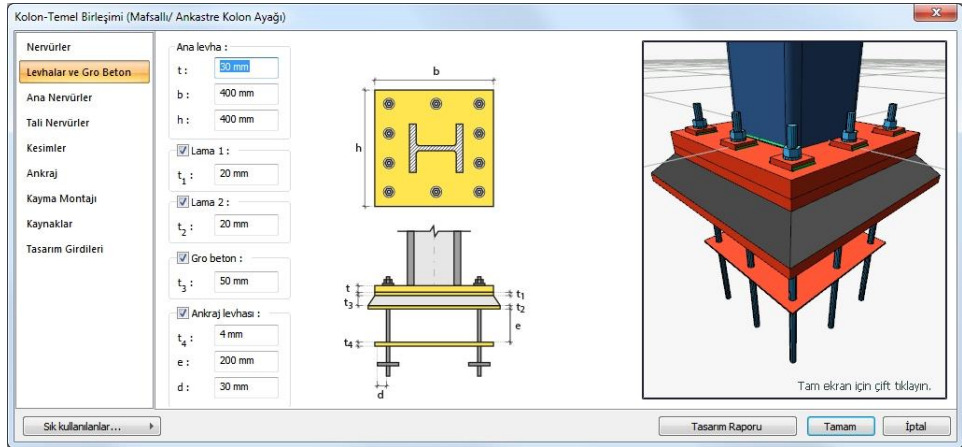 Kolon-Temel Birleşimi (Mafsallı/ Ankastre Kolon Ayağı)
Nervürler
Levhalar ve Gro Beton
Ana Nervürler
Tali Nervürler
Kesimler
Ankraj
Kayma Montajı
Kaynaklar
Tasarım Girdileri
Ana levha :
t : 30 mm
b : 400 mm
h : 400 mm
Lama 1 :
t1 : 20 mm
Lama 2 :
t2 : 20 mm
Gro beton :
t3 : 50 mm
Ankraj levhası :
t4 : 4 mm
e : 200 mm
d : 30 mm
b
h
t
t1
t3
t2
e
t4
d
Tam ekran için çift tıklayın.
Sık kullanılanlar...
Tasarım Raporu
Tamam
İptal